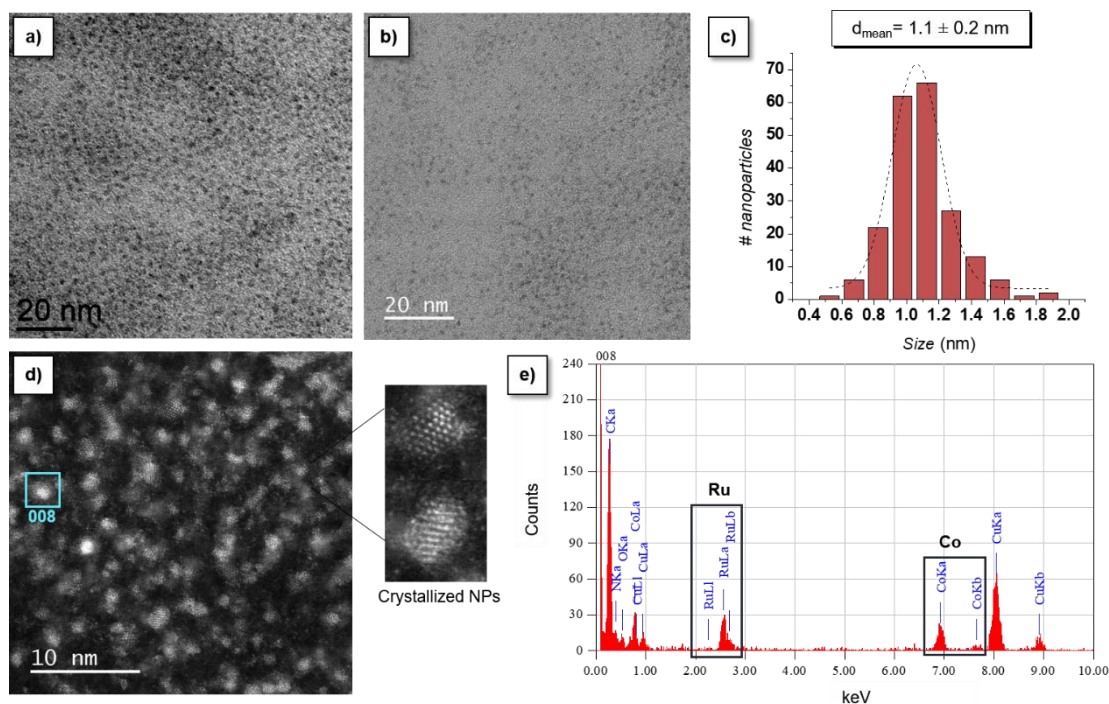 a)
20 nm
b)
20 nm
c)
d_mean = 1.1 ± 0.2 nm
70
60
50
40
30
20
10
0
# nanoparticles
0.4 0.6 0.8 1.0 1.2 1.4 1.6 1.8 2.0
Size (nm)
d)
008
10 nm
Crystallized NPs
e)
008
240
210
180
150
120
90
60
30
0
Counts
CKa
NKa
OKa
CuLl
CoLa
CuLa
Ru
RuLl
RuLa
RuLb
Co
CoKa
CoKb
CuKa
CuKb
0.00 1.00 2.00 3.00 4.00 5.00 6.00 7.00 8.00 9.00 10.00
keV